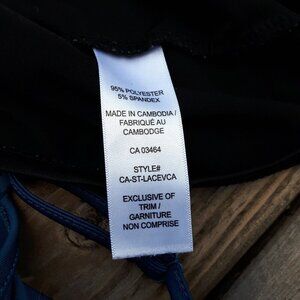 95% POLYESTER
5% SPANDEX
MADE IN CAMBODIA /
FABRIQUÉ AU
CAMBODGE
CA 03464
STYLE#
CA-ST-LACEVCA
EXCLUSIVE OF
TRIM /
GARNITURE
NON COMPRISE